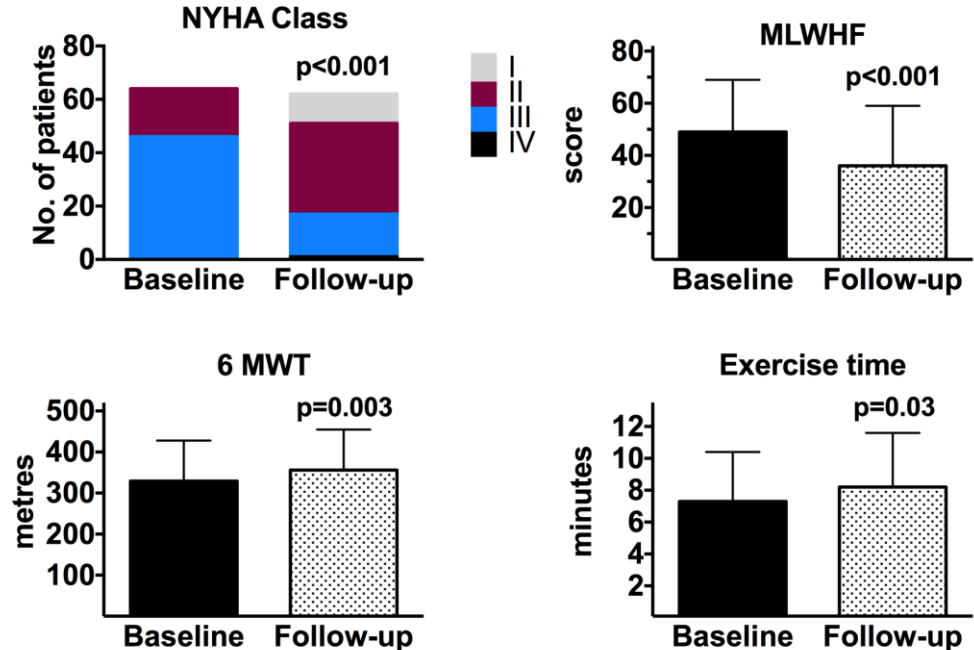 NYHA Class
No. of patients
80
60
40
20
0
p<0.001
Baseline
Follow-up
I
II
III
IV
MLWHF
score
80
60
40
20
p<0.001
Baseline
Follow-up
6 MWT
metres
500
400
300
200
100
p=0.003
Baseline
Follow-up
Exercise time
minutes
12
10
8
6
4
2
p=0.03
Baseline
Follow-up